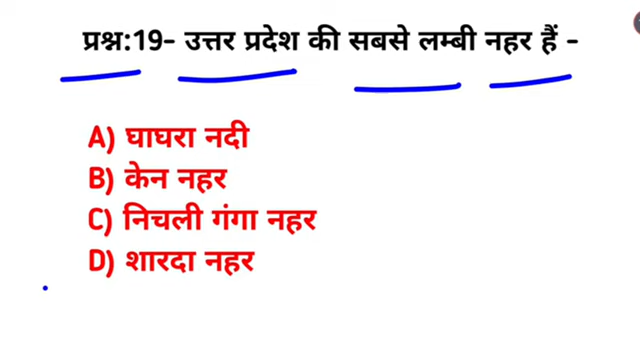 प्रश्न:19- उत्तर प्रदेश की सबसे लम्बी नहर हैं -
A) घाघरा नदी
B) केन नहर
C) निचली गंगा नहर
D) शारदा नहर